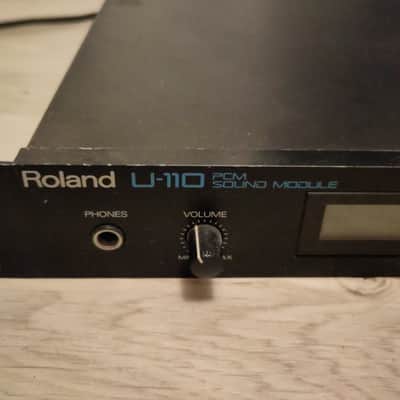 Roland U-110 PCM
SOUND MODULE
PHONES
VOLUME